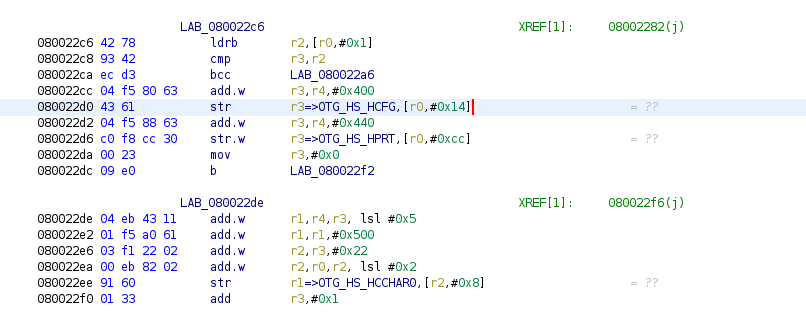 LAB_080022c6 XREF[1]: 08002282(j)
080022c6 42 78 ldrb r2,[r0,#0x1]
080022c8 93 42 cmp r3,r2
080022ca ec d3 bcc LAB_080022a6
080022cc 04 f5 80 63 add.w r3,r4,#0x400
080022d0 43 61 str r3=>OTG_HS_HCFG,[r0,#0x14] = ??
080022d2 04 f5 88 63 add.w r3,r4,#0x440
080022d6 c0 f8 cc 30 str.w r3=>OTG_HS_HPRT,[r0,#0xcc] = ??
080022da 00 23 mov r3,#0x0
080022dc 09 e0 b LAB_080022f2
LAB_080022de XREF[1]: 080022f6(j)
080022de 04 eb 43 11 add.w r1,r4,r3, lsl #0x5
080022e2 01 f5 a0 61 add.w r1,r1,#0x500
080022e6 03 f1 22 02 add.w r2,r3,#0x22
080022ea 00 eb 82 02 add.w r2,r0,r2, lsl #0x2
080022ee 91 60 str r1=>OTG_HS_HCCHAR0,[r2,#0x8] = ??
080022f0 01 33 add r3,#0x1